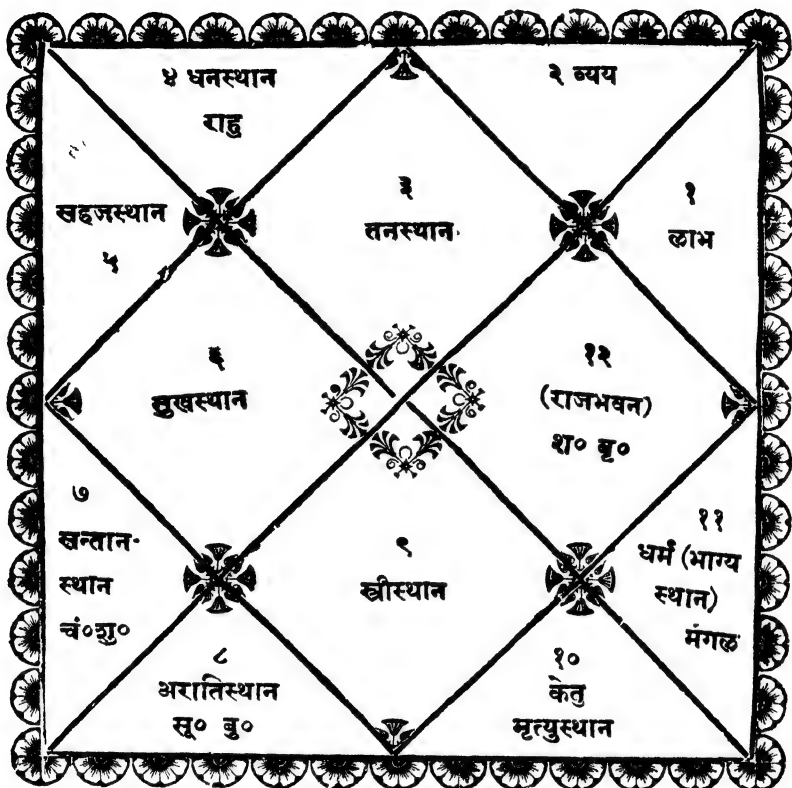 ४ धनस्थान
राहु
२ व्यय
३
तनस्थान
१
लाभ
सहजस्थान
५
६
सुखस्थान
१२
(राजभवन)
श० बृ०
७
सन्तान-
स्थान
चं०शु०
९
स्त्रीस्थान
११
धर्म (भाग्य
स्थान)
मंगल
८
अरातिस्थान
सू० बु०
१०
केतु
मृत्युस्थान